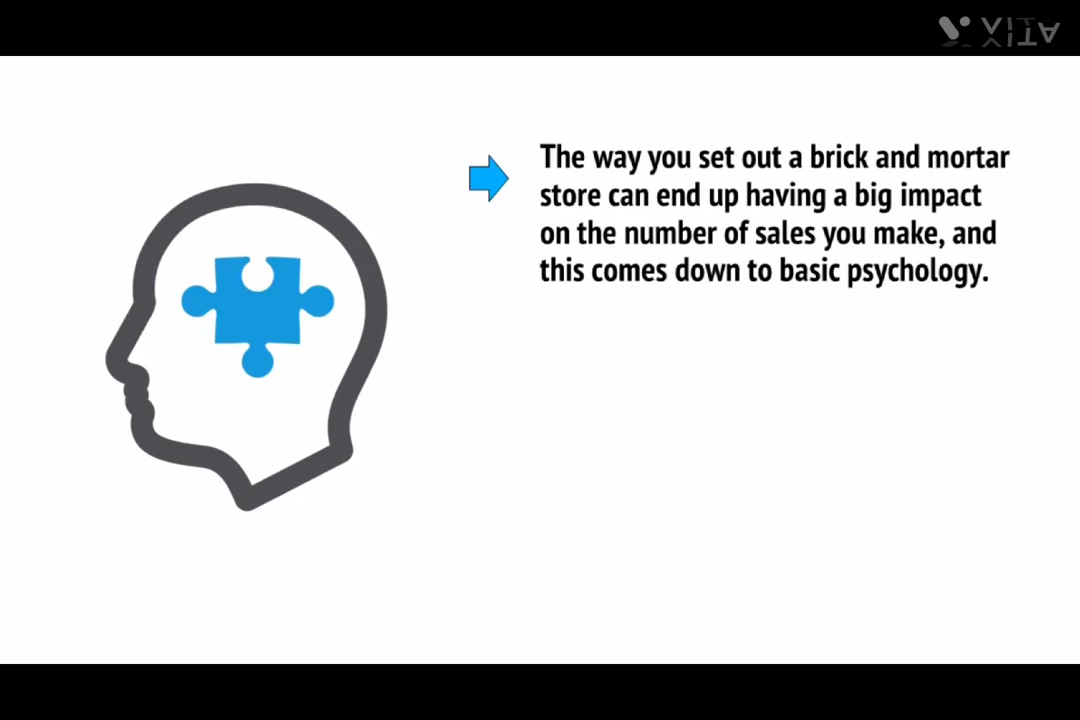 VITA
The way you set out a brick and mortar
store can end up having a big impact
on the number of sales you make, and
this comes down to basic psychology.